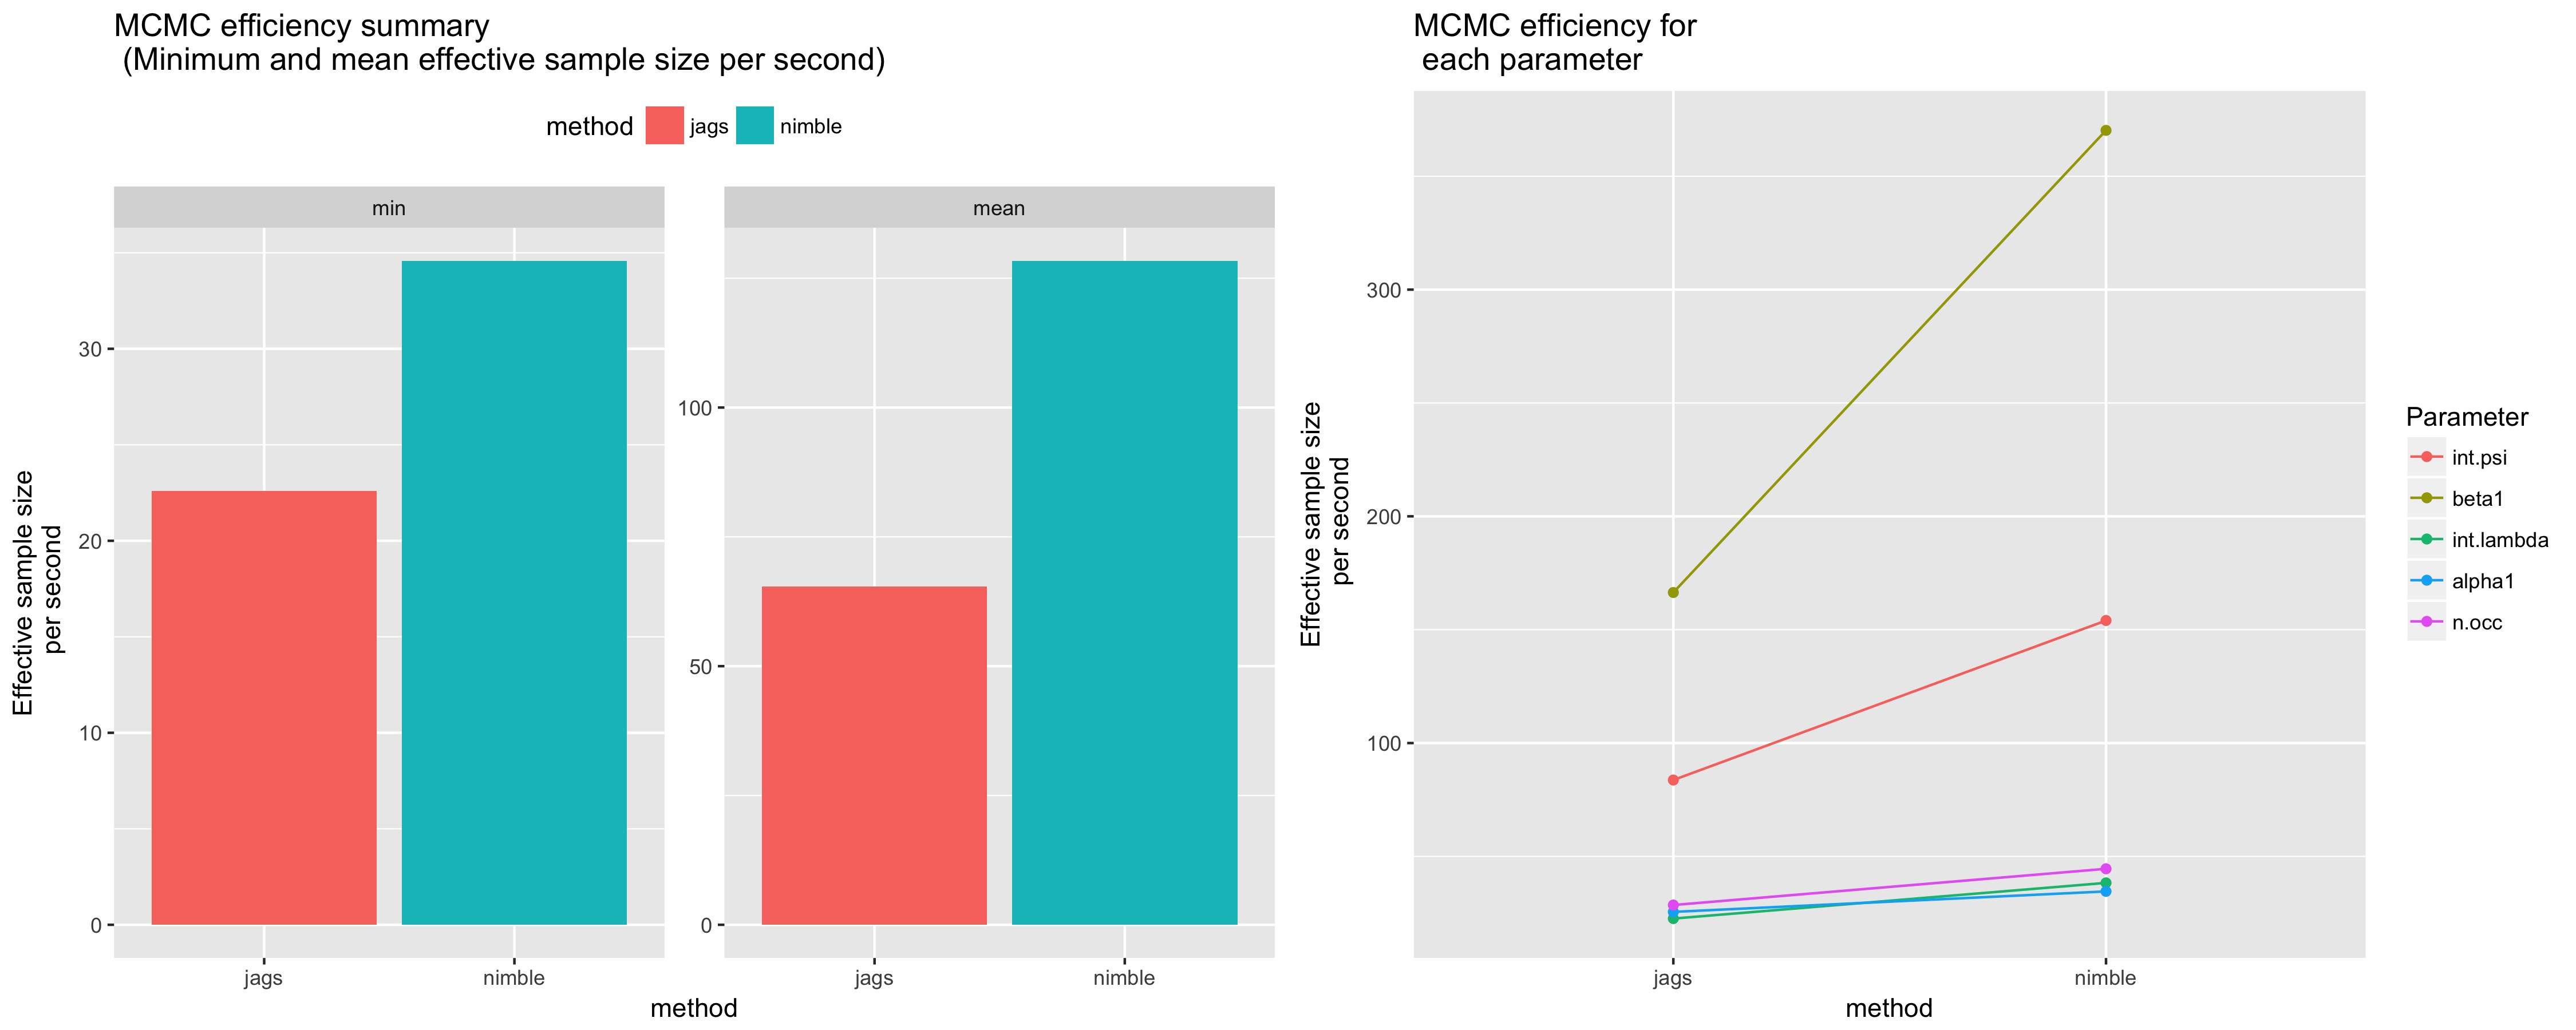 MCMC efficiency summary
(Minimum and mean effective sample size per second)
method jags nimble
min
mean
Effective sample size
per second
30
20
10
0
100
50
0
jags nimble
jags nimble
method
MCMC efficiency for
each parameter
Effective sample size
per second
300
200
100
jags nimble
method
Parameter
int.psi
beta1
int.lambda
alpha1
n.occ